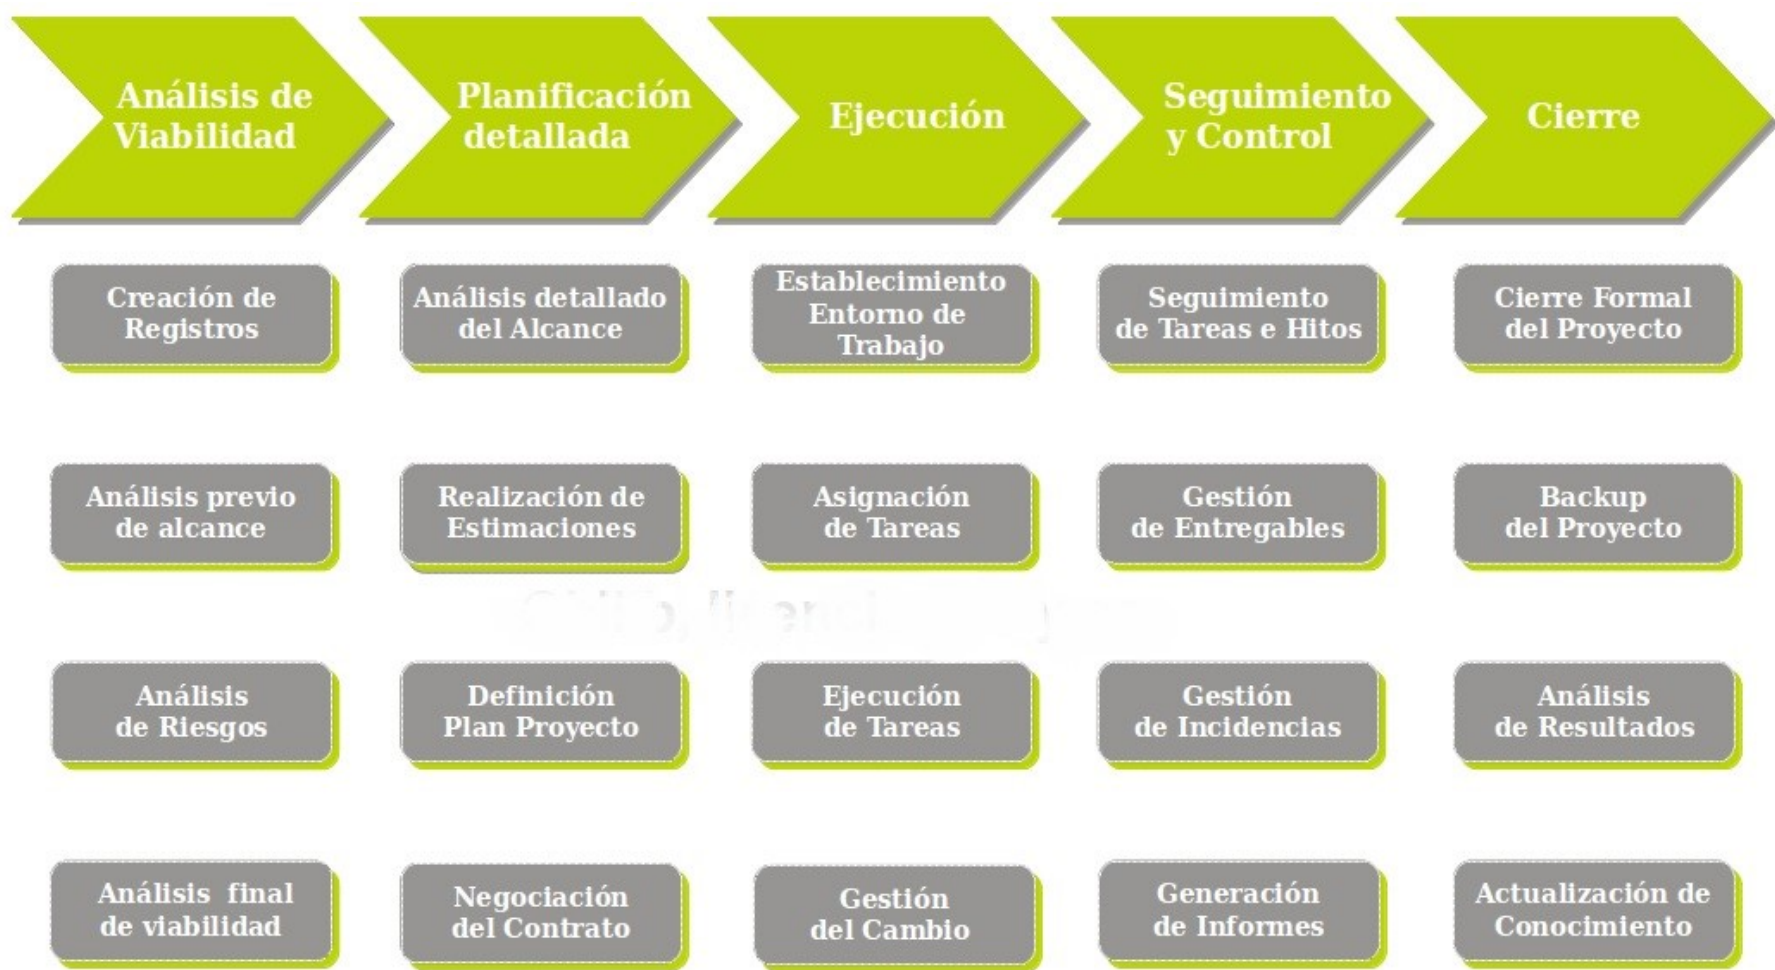 Análisis de
Viabilidad
Planificación
detallada
Ejecución
Seguimiento
y Control
Cierre
Creación de
Registros
Análisis detallado
del Alcance
Establecimiento
Entorno de
Trabajo
Seguimiento
de Tareas e Hitos
Cierre Formal
del Proyecto
Análisis previo
de alcance
Realización de
Estimaciones
Asignación
de Tareas
Gestión
de Entregables
Backup
del Proyecto
Análisis
de Riesgos
Definición
Plan Proyecto
Ejecución
de Tareas
Gestión
de Incidencias
Análisis
de Resultados
Análisis final
de viabilidad
Negociación
del Contrato
Gestión
del Cambio
Generación
de Informes
Actualización de
Conocimiento